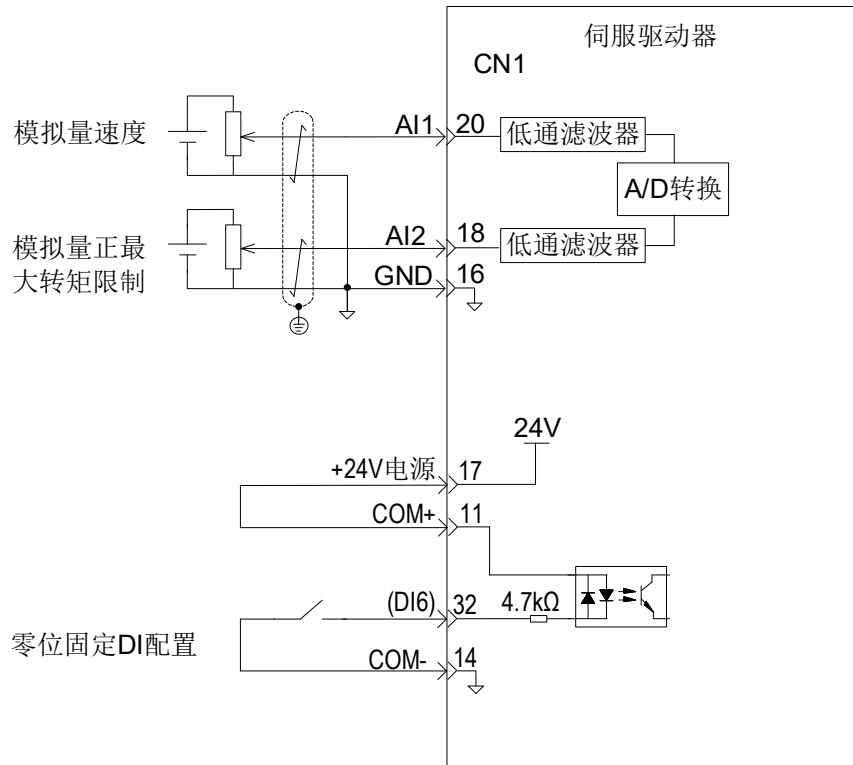 伺服驱动器
CN1
模拟量速度
AI1
20
低通滤波器
A/D转换
模拟量正最
大转矩限制
AI2
18
低通滤波器
GND
16
24V
+24V电源
17
COM+
11
(DI6)
32
4.7kΩ
零位固定DI配置
COM-
14